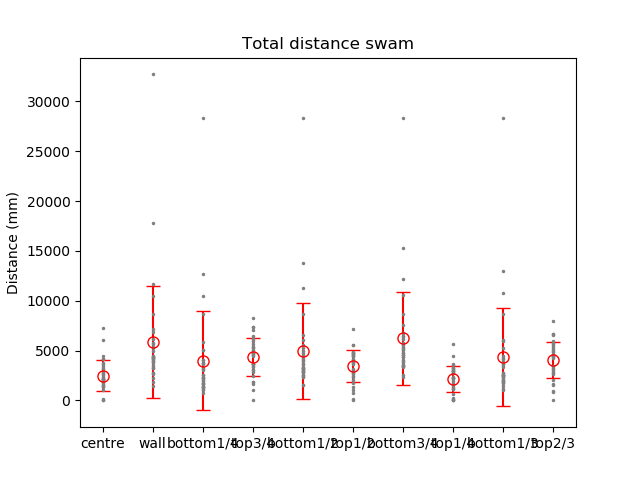 Total distance swam
Distance (mm)
30000
25000
20000
15000
10000
5000
0
centre wall bottom1/4 top3/4 bottom1/2 top1/2 bottom3/4 top1/4 bottom1/3 top2/3